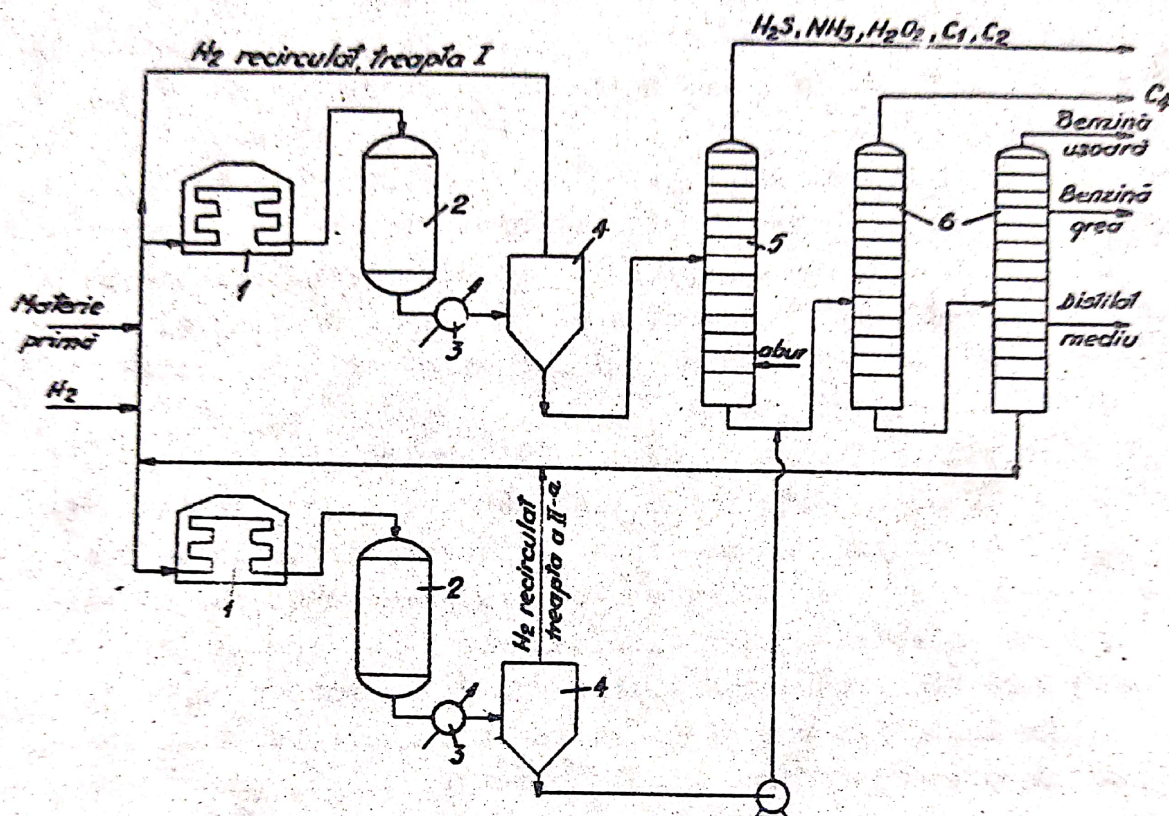 H2S, NH3, H2O2, C1, C2
H2 recirculat, treapta I
C4
Benzină
ușoară
Benzină
grea
Distilat
mediu
Materie
primă
H2
abur
1
2
3
4
5
6
H2 recirculat
treapta a II-a
1
2
3
4